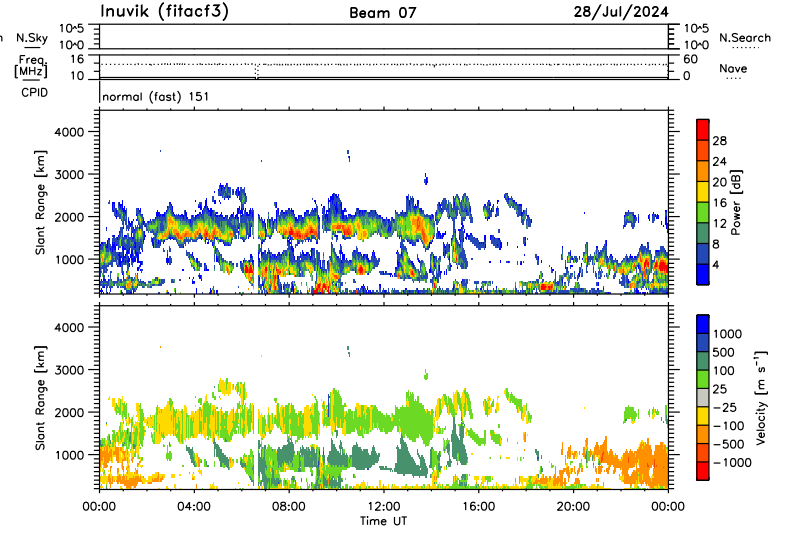 Inuvik (fitacf3) Beam 07 28/Jul/2024
n N.Sky 10^5 10^0 10^5 10^0 N.Search
Freq. [MHz] 16 10 60 0 Nave
CPID normal (fast) 151
Slant Range [km] 4000 3000 2000 1000
28 24 20 16 12 8 4 Power [dB]
Slant Range [km] 4000 3000 2000 1000
1000 500 100 25 −25 −100 −500 −1000 Velocity [m s⁻¹]
00:00 04:00 08:00 12:00 16:00 20:00 00:00
Time UT